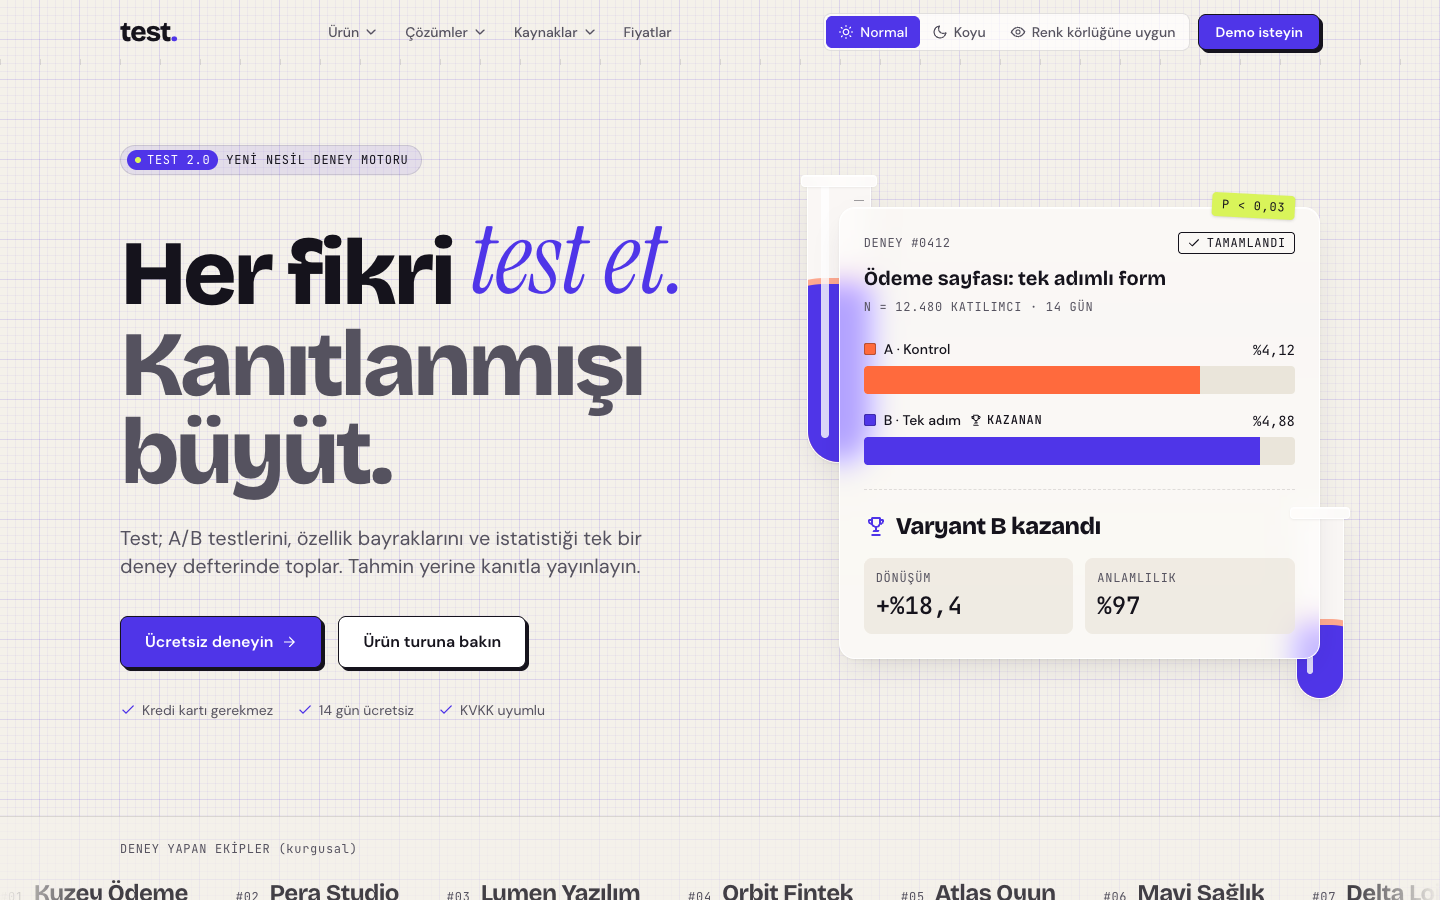 test.
Ürün
Çözümler
Kaynaklar
Fiyatlar
Normal
Koyu
Renk körlüğüne uygun
Demo isteyin
TEST 2.0 YENİ NESİL DENEY MOTORU
Her fikri test et.
Kanıtlanmışı
büyüt.
Test; A/B testlerini, özellik bayraklarını ve istatistiği tek bir
deney defterinde toplar. Tahmin yerine kanıtla yayınlayın.
Ücretsiz deneyin
Ürün turuna bakın
Kredi kartı gerekmez
14 gün ücretsiz
KVKK uyumlu
P < 0,03
DENEY #0412
TAMAMLANDI
Ödeme sayfası: tek adımlı form
N = 12.480 KATILIMCI · 14 GÜN
A · Kontrol %4,12
B · Tek adım KAZANAN %4,88
Varyant B kazandı
DÖNÜŞÜM
+%18,4
ANLAMLILIK
%97
DENEY YAPAN EKİPLER (kurgusal)
Kuzey Ödeme #02 Pera Studio #03 Lumen Yazılım #04 Orbit Fintek #05 Atlas Oyun #06 Mavi Sağlık #07 Delta